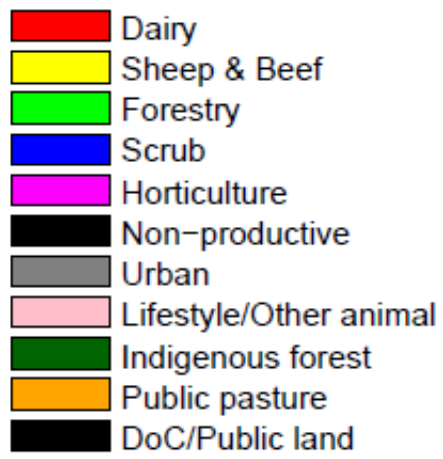 Dairy
Sheep & Beef
Forestry
Scrub
Horticulture
Non−productive
Urban
Lifestyle/Other animal
Indigenous forest
Public pasture
DoC/Public land